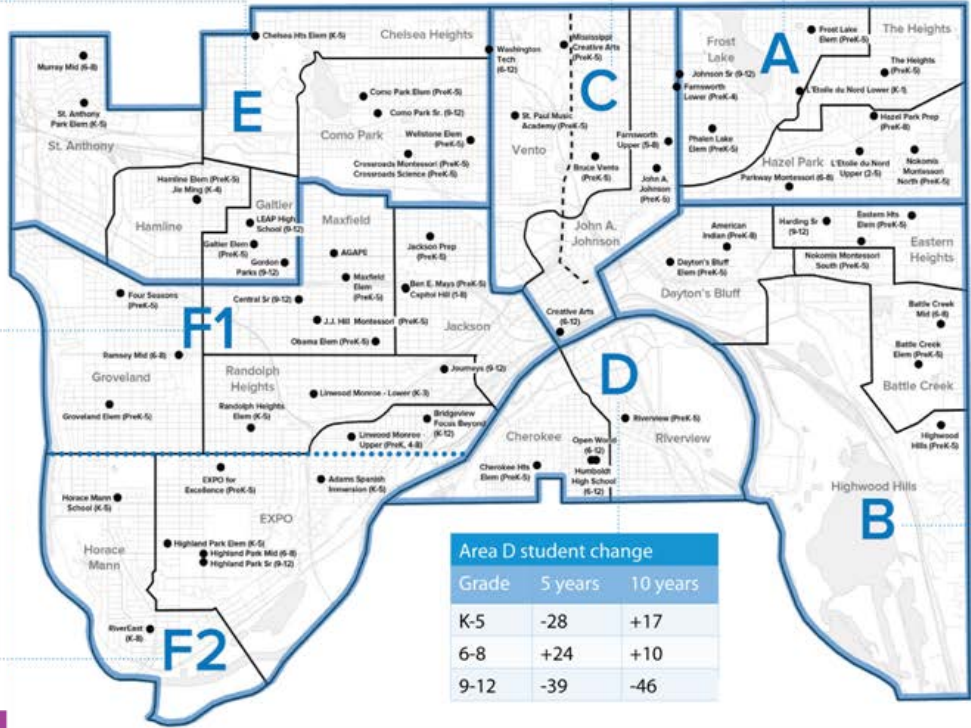 Chelsea Hts Elem (K-5)
Chelsea Heights
Murray Mid (6-8)
St. Anthony
Park Elem (K-5)
St. Anthony
E
Washington
Tech
(6-12)
Como Park Elem (PreK-5)
Como Park Sr. (9-12)
Como Park
Wellstone Elem
(PreK-5)
Crossroads Montessori (PreK-5)
Crossroads Science (PreK-5)
Hamline Elem (PreK-5)
Jie Ming (K-4)
Hamline
Galtier
LEAP High
School (9-12)
Galtier Elem
(PreK-5)
Gordon
Parks (9-12)
Mississippi
Creative Arts
(PreK-5)
C
St. Paul Music
Academy (PreK-5)
Vento
Farnsworth
Upper (5-8)
Bruce Vento
(PreK-5)
John A.
Johnson
(PreK-5)
John A.
Johnson
Creative Arts
(6-12)
Frost
Lake
A
Frost Lake
Elem (PreK-5)
The Heights
Johnson Sr (9-12)
Farnsworth
Lower (PreK-4)
The Heights
(PreK-5)
L'Etoile du Nord Lower (K-1)
Phalen Lake
Elem (PreK-5)
Hazel Park Prep
(PreK-8)
Hazel Park
L'Etoile du Nord
Upper (2-5)
Nokomis
Montessori
North (PreK-5)
Parkway Montessori (6-8)
American
Indian (PreK-8)
Harding Sr
(9-12)
Eastern Hts
Elem (PreK-5)
Dayton's Bluff
Elem (PreK-5)
Nokomis Montessori
South (PreK-5)
Eastern
Heights
Dayton's Bluff
Battle Creek
Mid (6-8)
Battle Creek
Elem (PreK-5)
Battle Creek
Highwood
Hills (PreK-5)
Highwood Hills
B
Maxfield
AGAPE
Jackson Prep
(PreK-5)
Maxfield
Elem
(PreK-5)
Ben E. Mays (PreK-5)
Capitol Hill (1-8)
Four Seasons
(PreK-5)
Central Sr (9-12)
F1
J.J. Hill Montessori (PreK-5)
Jackson
Obama Elem (PreK-5)
Ramsey Mid (6-8)
Groveland
Randolph
Heights
Journeys (9-12)
Linwood Monroe - Lower (K-3)
Groveland Elem (PreK-5)
Randolph Heights
Elem (K-5)
Bridgeview
Focus Beyond
(K-12)
Linwood Monroe
Upper (PreK, 4-8)
D
Riverview (PreK-5)
Cherokee
Open World
(6-12)
Riverview
Cherokee Hts
Elem (PreK-5)
Humboldt
High School
(6-12)
EXPO for
Excellence (PreK-5)
Adams Spanish
Immersion (K-5)
Horace Mann
School (K-5)
EXPO
Highland Park Elem (K-5)
Highland Park Mid (6-8)
Highland Park Sr (9-12)
Horace
Mann
RiverEast
(K-8)
F2
Area D student change
Grade 5 years 10 years
K-5 -28 +17
6-8 +24 +10
9-12 -39 -46